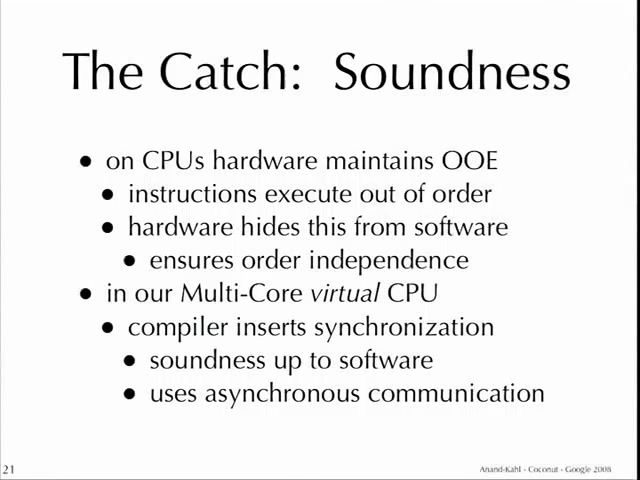 The Catch: Soundness
• on CPUs hardware maintains OOE
• instructions execute out of order
• hardware hides this from software
• ensures order independence
• in our Multi-Core virtual CPU
• compiler inserts synchronization
• soundness up to software
• uses asynchronous communication
21
Anand-Kahl - Coconut - Google 2008